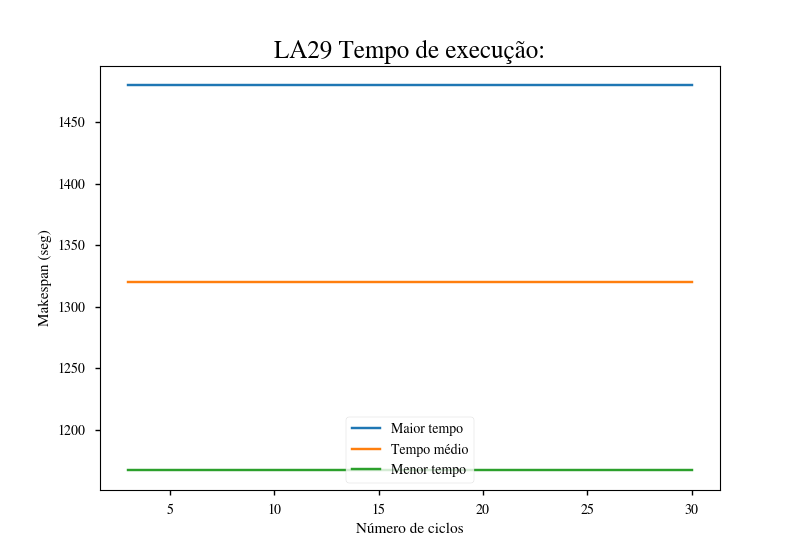 LA29 Tempo de execução:
1450
1400
1350
1300
1250
1200
Makespan (seg)
Maior tempo
Tempo médio
Menor tempo
5 10 15 20 25 30
Número de ciclos